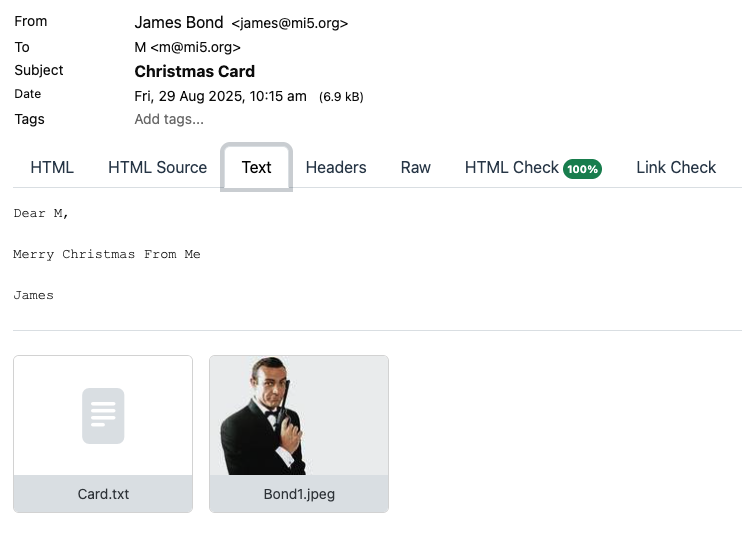 From James Bond <james@mi5.org>
To M <m@mi5.org>
Subject Christmas Card
Date Fri, 29 Aug 2025, 10:15 am (6.9 kB)
Tags Add tags...
HTML HTML Source Text Headers Raw HTML Check 100% Link Check
Dear M,
Merry Christmas From Me
James
Card.txt Bond1.jpeg